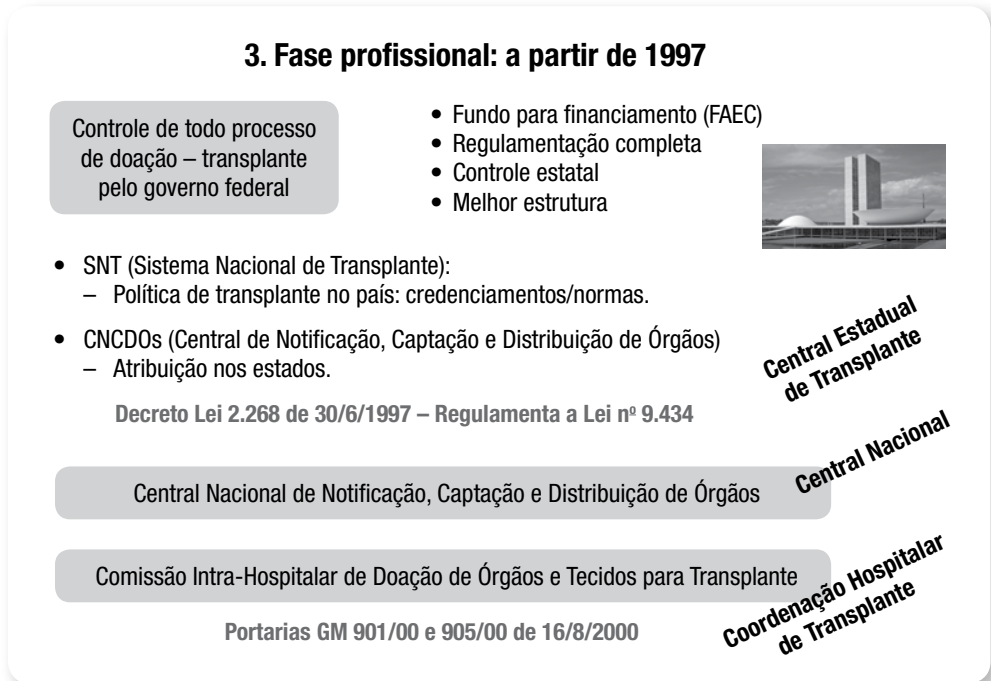 3. Fase profissional: a partir de 1997
Controle de todo processo
de doação – transplante
pelo governo federal
• Fundo para financiamento (FAEC)
• Regulamentação completa
• Controle estatal
• Melhor estrutura
• SNT (Sistema Nacional de Transplante):
– Política de transplante no país: credenciamentos/normas.
• CNCDOs (Central de Notificação, Captação e Distribuição de Órgãos)
– Atribuição nos estados.
Central Estadual
de Transplante
Decreto Lei 2.268 de 30/6/1997 – Regulamenta a Lei nº 9.434
Central Nacional de Notificação, Captação e Distribuição de Órgãos
Central Nacional
Comissão Intra-Hospitalar de Doação de Órgãos e Tecidos para Transplante
Coordenação Hospitalar
de Transplante
Portarias GM 901/00 e 905/00 de 16/8/2000